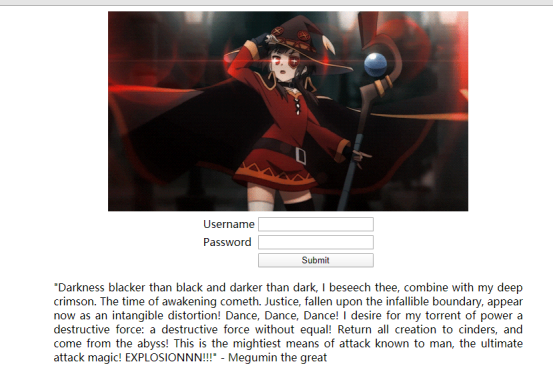 Username
Password
Submit
"Darkness blacker than black and darker than dark, I beseech thee, combine with my deep
crimson. The time of awakening cometh. Justice, fallen upon the infallible boundary, appear
now as an intangible distortion! Dance, Dance, Dance! I desire for my torrent of power a
destructive force: a destructive force without equal! Return all creation to cinders, and
come from the abyss! This is the mightiest means of attack known to man, the ultimate
attack magic! EXPLOSIONNN!!!" - Megumin the great